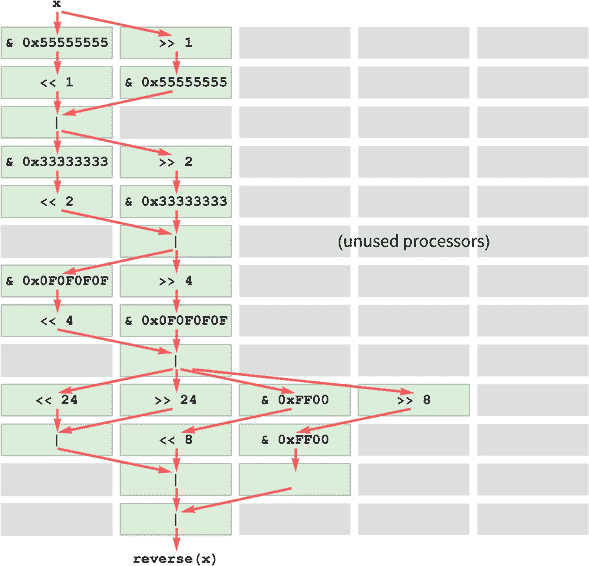 x
& 0x55555555 >> 1
<< 1 & 0x55555555
|
& 0x33333333 >> 2
<< 2 & 0x33333333
| (unused processors)
& 0x0F0F0F0F >> 4
<< 4 & 0x0F0F0F0F
|
<< 24 >> 24 & 0xFF00 >> 8
| << 8 & 0xFF00
|
|
reverse(x)